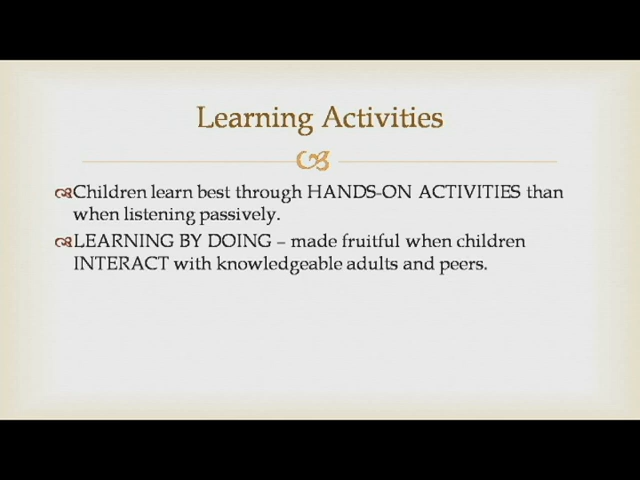 Learning Activities
Children learn best through HANDS-ON ACTIVITIES than
when listening passively.
LEARNING BY DOING – made fruitful when children
INTERACT with knowledgeable adults and peers.